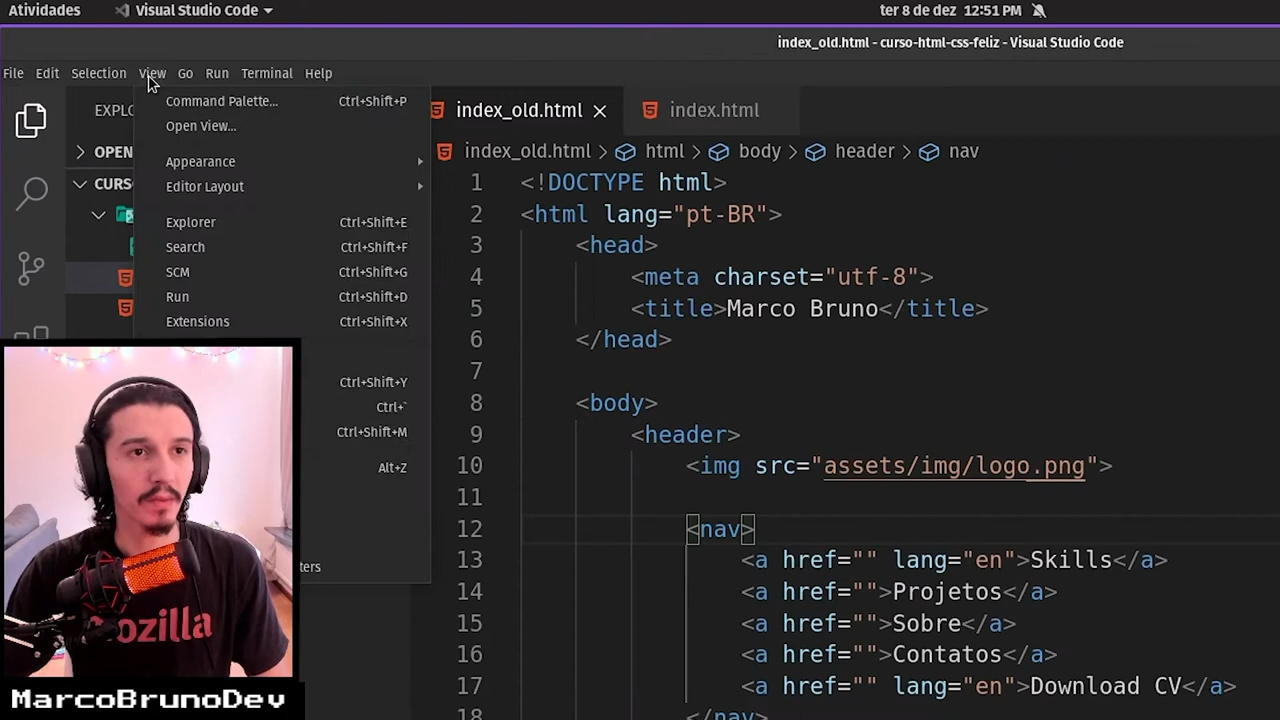 Atividades
Visual Studio Code
ter 8 de dez 12:51 PM
index_old.html - curso-html-css-feliz - Visual Studio Code
File Edit Selection View Go Run Terminal Help
EXPL
OPEN
CURS
Command Palette... Ctrl+Shift+P
Open View...
Appearance
Editor Layout
Explorer Ctrl+Shift+E
Search Ctrl+Shift+F
SCM Ctrl+Shift+G
Run Ctrl+Shift+D
Extensions Ctrl+Shift+X
Ctrl+Shift+Y
Ctrl+`
Ctrl+Shift+M
Alt+Z
ters
index_old.html
index.html
index_old.html > html > body > header > nav
1 <!DOCTYPE html>
2 <html lang="pt-BR">
3 <head>
4 <meta charset="utf-8">
5 <title>Marco Bruno</title>
6 </head>
7
8 <body>
9 <header>
10 <img src="assets/img/logo.png">
11
12 <nav>
13 <a href="" lang="en">Skills</a>
14 <a href="">Projetos</a>
15 <a href="">Sobre</a>
16 <a href="">Contatos</a>
17 <a href="" lang="en">Download CV</a>
18 </nav>
mozilla
MarcoBrunoDev